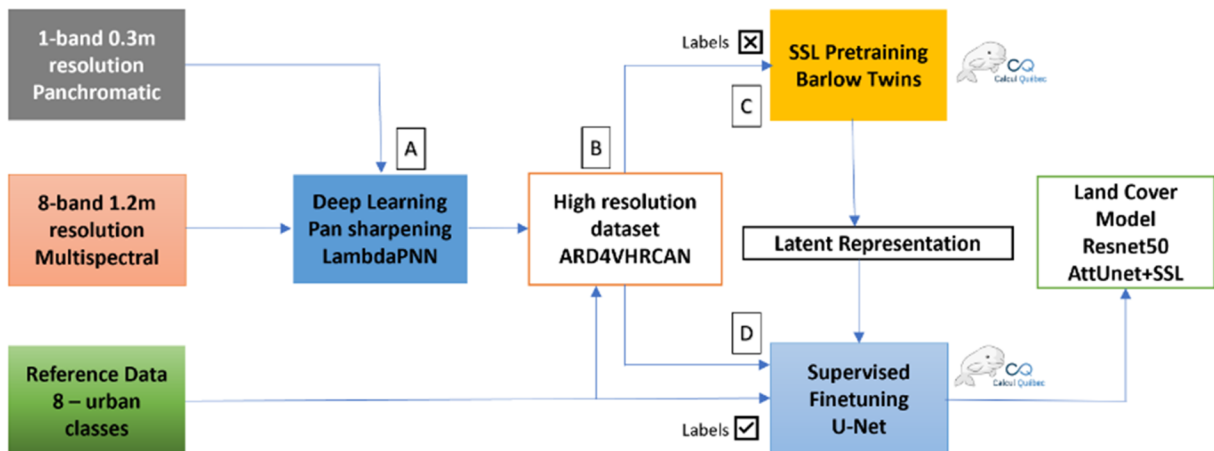 1-band 0.3m
resolution
Panchromatic
A
B
Labels
C
SSL Pretraining
Barlow Twins
CQ
Calcul Québec
8-band 1.2m
resolution
Multispectral
Deep Learning
Pan sharpening
LambdaPNN
High resolution
dataset
ARD4VHRCAN
Latent Representation
Land Cover
Model
Resnet50
AttUnet+SSL
Reference Data
8 – urban
classes
D
Labels
Supervised
Finetuning
U-Net
CQ
Calcul Québec